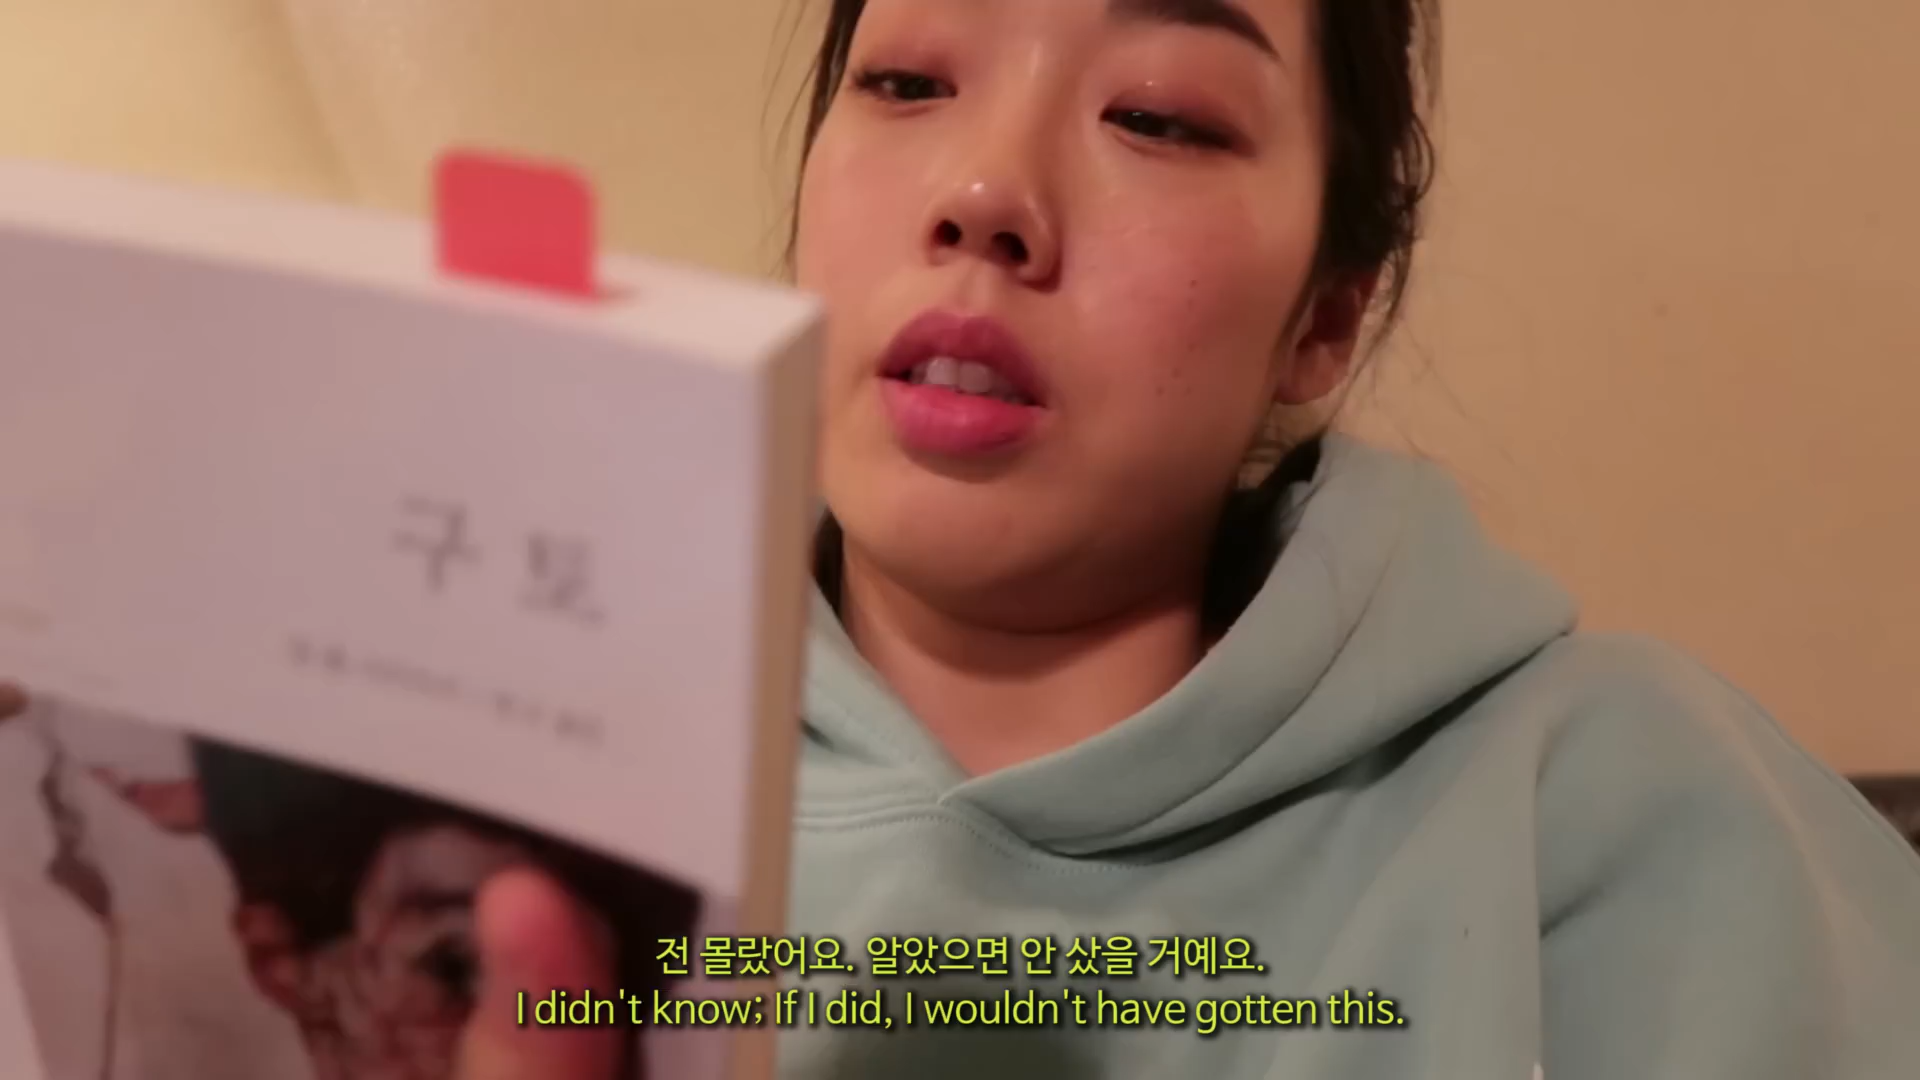 구토
전 몰랐어요. 알았으면 안 샀을 거예요.
I didn't know; If I did, I wouldn't have gotten this.